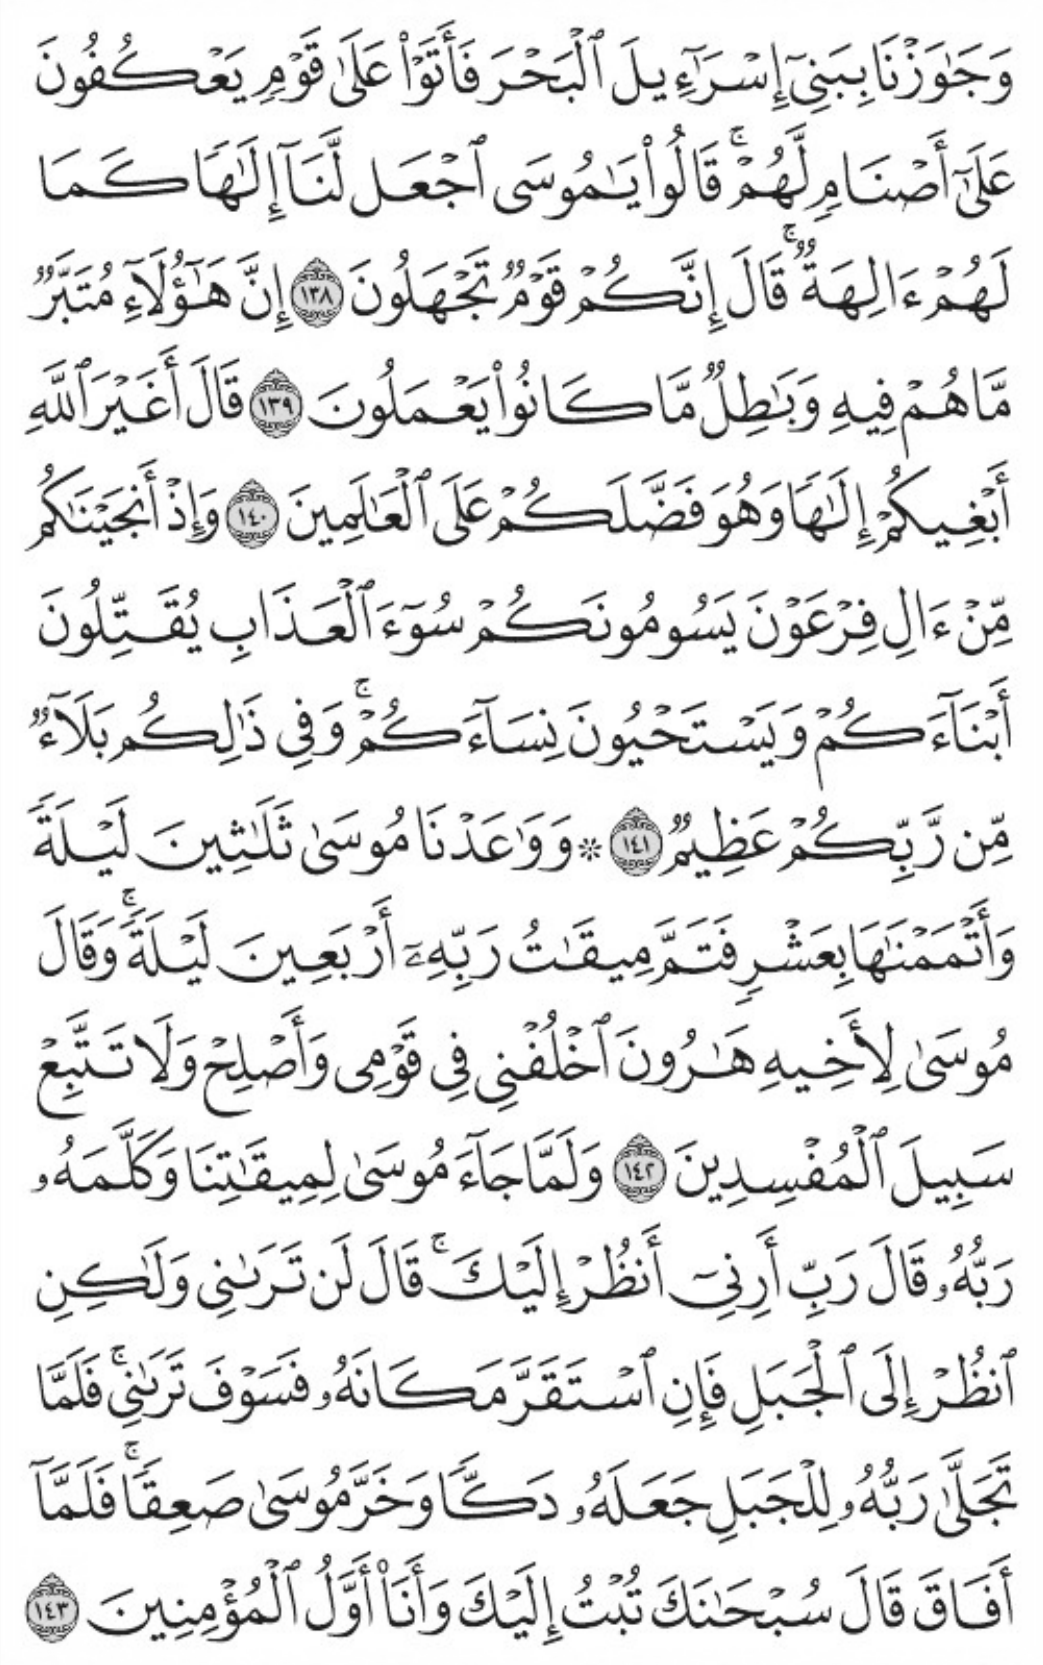 وَجَٰوَزْنَا بِبَنِىٓ إِسْرَٰٓءِيلَ ٱلْبَحْرَ فَأَتَوْا۟ عَلَىٰ قَوْمٍ يَعْكُفُونَ
عَلَىٰٓ أَصْنَامٍ لَّهُمْ ۚ قَالُوا۟ يَٰمُوسَى ٱجْعَل لَّنَآ إِلَٰهًا كَمَا
لَهُمْ ءَالِهَةٌ ۚ قَالَ إِنَّكُمْ قَوْمٌ تَجْهَلُونَ ١٣٨ إِنَّ هَٰٓؤُلَآءِ مُتَبَّرٌ
مَّا هُمْ فِيهِ وَبَٰطِلٌ مَّا كَانُوا۟ يَعْمَلُونَ ١٣٩ قَالَ أَغَيْرَ ٱللَّهِ
أَبْغِيكُمْ إِلَٰهًا وَهُوَ فَضَّلَكُمْ عَلَى ٱلْعَٰلَمِينَ ١٤٠ وَإِذْ أَنجَيْنَٰكُم
مِّنْ ءَالِ فِرْعَوْنَ يَسُومُونَكُمْ سُوٓءَ ٱلْعَذَابِ يُقَتِّلُونَ
أَبْنَآءَكُمْ وَيَسْتَحْيُونَ نِسَآءَكُمْ ۚ وَفِى ذَٰلِكُم بَلَآءٌ
مِّن رَّبِّكُمْ عَظِيمٌ ١٤١ ۞ وَوَٰعَدْنَا مُوسَىٰ ثَلَٰثِينَ لَيْلَةً
وَأَتْمَمْنَٰهَا بِعَشْرٍ فَتَمَّ مِيقَٰتُ رَبِّهِۦٓ أَرْبَعِينَ لَيْلَةً ۚ وَقَالَ
مُوسَىٰ لِأَخِيهِ هَٰرُونَ ٱخْلُفْنِى فِى قَوْمِى وَأَصْلِحْ وَلَا تَتَّبِعْ
سَبِيلَ ٱلْمُفْسِدِينَ ١٤٢ وَلَمَّا جَآءَ مُوسَىٰ لِمِيقَٰتِنَا وَكَلَّمَهُۥ
رَبُّهُۥ قَالَ رَبِّ أَرِنِىٓ أَنظُرْ إِلَيْكَ ۚ قَالَ لَن تَرَىٰنِى وَلَٰكِنِ
ٱنظُرْ إِلَى ٱلْجَبَلِ فَإِنِ ٱسْتَقَرَّ مَكَانَهُۥ فَسَوْفَ تَرَىٰنِى ۚ فَلَمَّا
تَجَلَّىٰ رَبُّهُۥ لِلْجَبَلِ جَعَلَهُۥ دَكًّا وَخَرَّ مُوسَىٰ صَعِقًا ۚ فَلَمَّآ
أَفَاقَ قَالَ سُبْحَٰنَكَ تُبْتُ إِلَيْكَ وَأَنَا۠ أَوَّلُ ٱلْمُؤْمِنِينَ ١٤٣